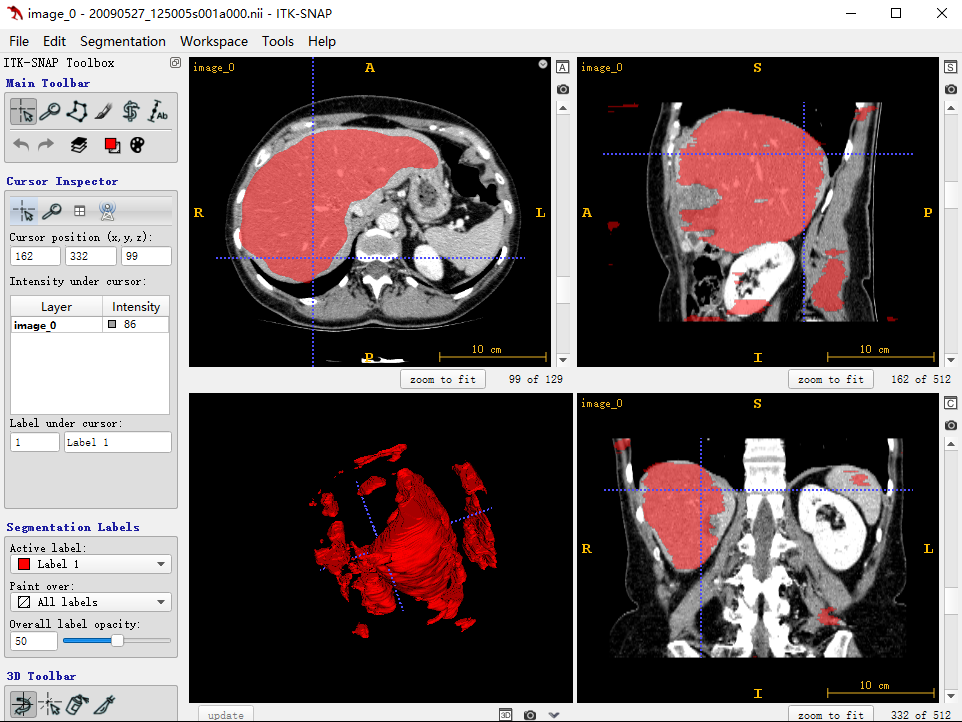 image_0 - 20090527_125005s001a000.nii - ITK-SNAP
File Edit Segmentation Workspace Tools Help
ITK-SNAP Toolbox
Main Toolbar
Ab
Cursor Inspector
Cursor position (x,y,z):
162 332 99
Intensity under cursor:
Layer Intensity
image_0 86
Label under cursor:
1 Label 1
Segmentation Labels
Active label:
Label 1
Paint over:
All labels
Overall label opacity:
50
3D Toolbar
image_0
A
R
L
P
10 cm
A
zoom to fit
99 of 129
image_0
S
A
P
I
10 cm
S
zoom to fit
162 of 512
update
3D
image_0
S
R
L
I
10 cm
C
zoom to fit
332 of 512